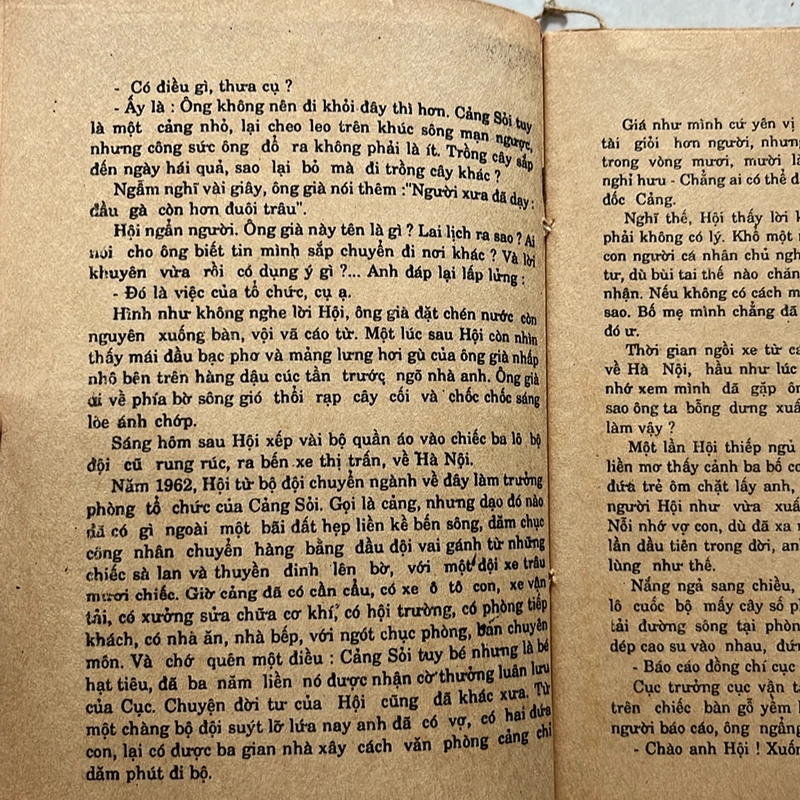 - Có điều gì, thưa cụ ?
- Ấy là : Ông không nên đi khỏi đây thì hơn. Cảng Sỏi tuy
là một cảng nhỏ, lại cheo leo trên khúc sông mạn ngược,
nhưng công sức ông đổ ra không phải là ít. Trồng cây sắp
đến ngày hái quả, sao lại bỏ mà đi trồng cây khác ?
Ngẫm nghĩ vài giây, ông già nói thêm :"Người xưa đã dạy:
đầu gà còn hơn đuôi trâu".
Hội ngẩn người. Ông già này tên là gì ? Lai lịch ra sao ? Ai
nói cho ông biết tin mình sắp chuyển đi nơi khác ? Và lời
khuyên vừa rồi có dụng ý gì ?... Anh đáp lại lấp lửng :
- Đó là việc của tổ chức, cụ ạ.
Hình như không nghe lời Hội, ông già đặt chén nước còn
nguyên xuống bàn, vội vã cáo từ. Một lúc sau Hội còn nhìn
thấy mái đầu bạc phơ và mảng lưng hơi gù của ông già nhấp
nhô bên trên hàng dậu cúc tần trước ngõ nhà anh. Ông già
đi về phía bờ sông gió thổi rạp cây cối và chốc chốc sáng
lòe ánh chớp.
Sáng hôm sau Hội xếp vài bộ quần áo vào chiếc ba lô bộ
đội cũ rung rúc, ra bến xe thị trấn, về Hà Nội.
Năm 1962, Hội từ bộ đội chuyển ngành về đây làm trưởng
phòng tổ chức của Cảng Sỏi. Gọi là cảng, nhưng dạo đó nào
đã có gì ngoài một bãi đất hẹp liền kề bến sông, dăm chục
công nhân chuyển hàng bằng đầu đội vai gánh từ những
chiếc sà lan và thuyền đinh lên bờ, với một đội xe trâu
mươi chiếc. Giờ cảng đã có cần cẩu, có xe ô tô con, xe vận
tải, có xưởng sửa chữa cơ khí, có hội trường, có phòng tiếp
khách, có nhà ăn, nhà bếp, với ngót chục phòng, ban chuyên
môn. Và chớ quên một điều : Cảng Sỏi tuy bé nhưng là bé
hạt tiêu, đã ba năm liền nó được nhận cờ thưởng luân lưu
của Cục. Chuyện đời tư của Hội cũng đã khác xưa. Từ
một chàng bộ đội suýt lỡ lứa nay anh đã có vợ, có hai đứa
con, lại có được ba gian nhà xây cách văn phòng cảng chỉ
dăm phút đi bộ.
Giá như mình cứ yên vị
tài giỏi hơn người, nhưn
trong vòng mươi, mười lă
nghỉ hưu - Chẳng ai có thể đ
đốc Cảng.
Nghĩ thế, Hội thấy lời k
phải không có lý. Khổ một n
con người cá nhân chủ ngh
tư, dù bùi tai thế nào chăn
nhận. Nếu không có cách m
sao. Bố mẹ mình chẳng đã
đó ư.
Thời gian ngồi xe từ cả
về Hà Nội, hầu như lúc
nhớ xem mình đã gặp ôn
sao ông ta bỗng dưng xuấ
làm vậy ?
Một lần Hội thiếp ngủ
liền mơ thấy cảnh ba bố co
đứa trẻ ôm chặt lấy anh,
người Hội như vừa xuấ
Nỗi nhớ vợ con, dù đã xa n
lần đầu tiên trong đời, an
lùng như thế.
Nắng ngả sang chiều,
lô cuốc bộ mấy cây số p
tải đường sông tại phòn
dép cao su vào nhau, đứn
- Báo cáo đồng chí cục
Cục trưởng cục vận tả
trên chiếc bàn gỗ yểm
người báo cáo, ông ngẩng
- Chào anh Hội ! Xuốn